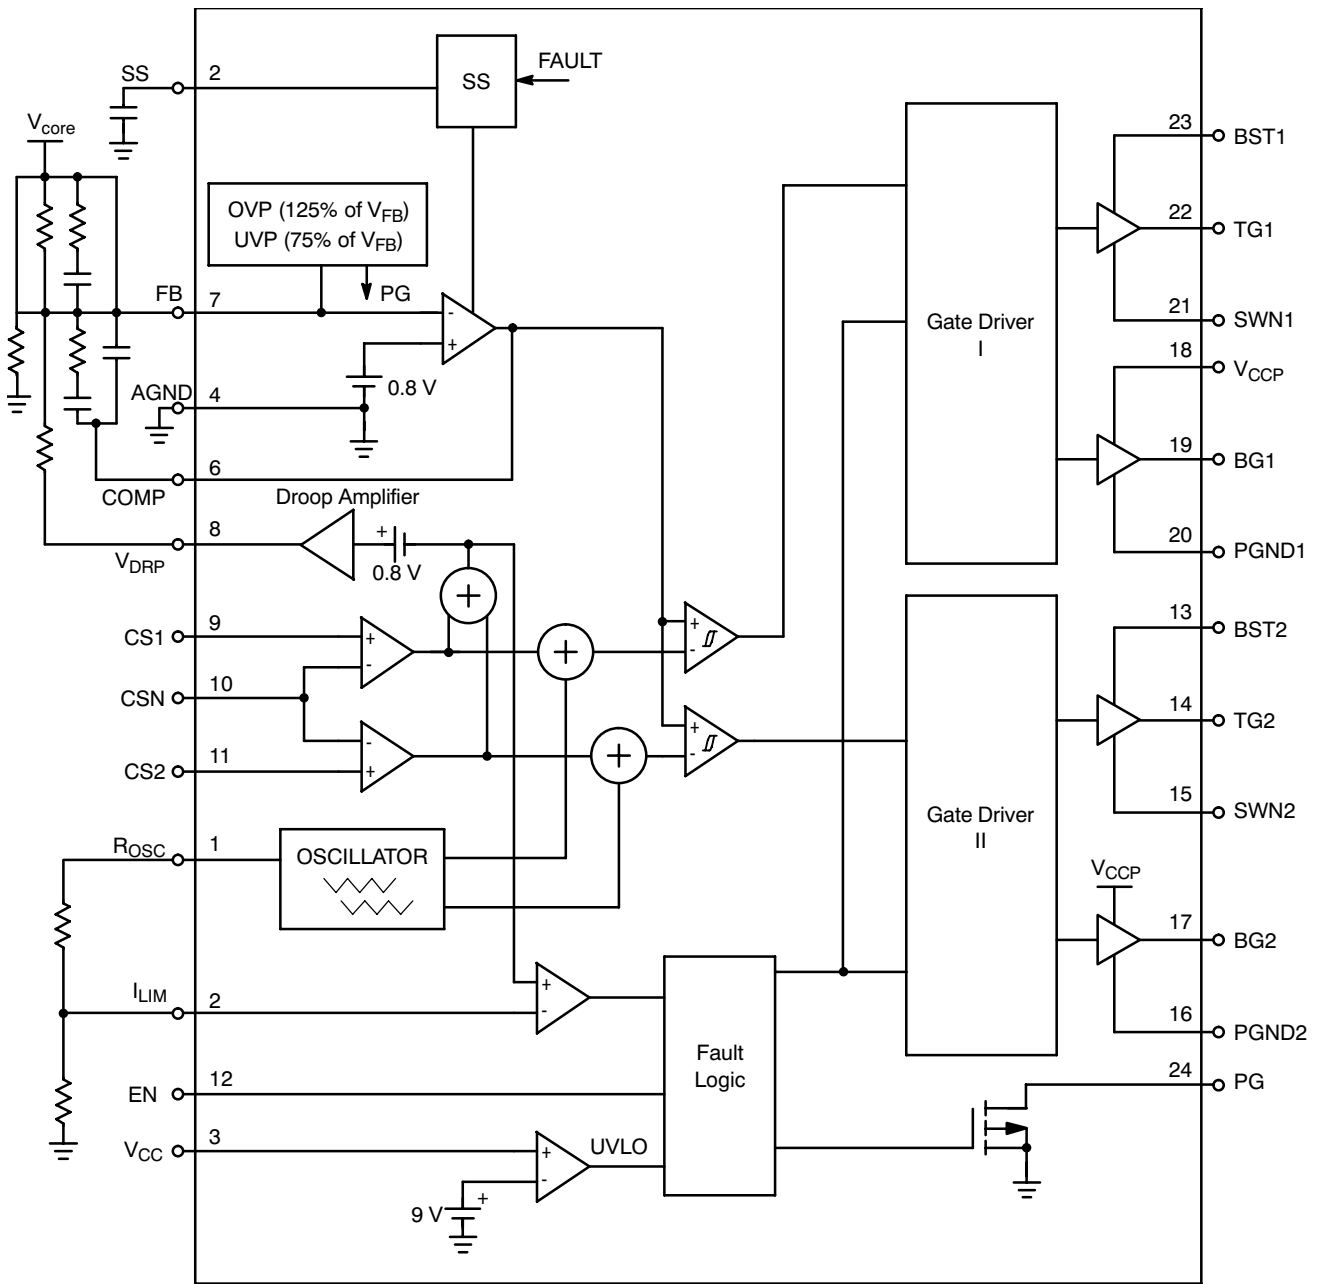 SS
2
SS
FAULT
Vcore
OVP (125% of VFB)
UVP (75% of VFB)
PG
FB
7
-
+
0.8 V
AGND
4
COMP
6
Droop Amplifier
VDRP
8
+
0.8 V
+
CS1
9
+
-
+
+
-
CSN
10
CS2
11
-
+
+
+
-
ROSC
1
OSCILLATOR
ILIM
2
+
-
EN
12
VCC
3
+
-
UVLO
9 V
+
Fault
Logic
Gate Driver
I
Gate Driver
II
23
BST1
22
TG1
21
SWN1
18
VCCP
19
BG1
20
PGND1
13
BST2
14
TG2
15
SWN2
VCCP
17
BG2
16
PGND2
24
PG